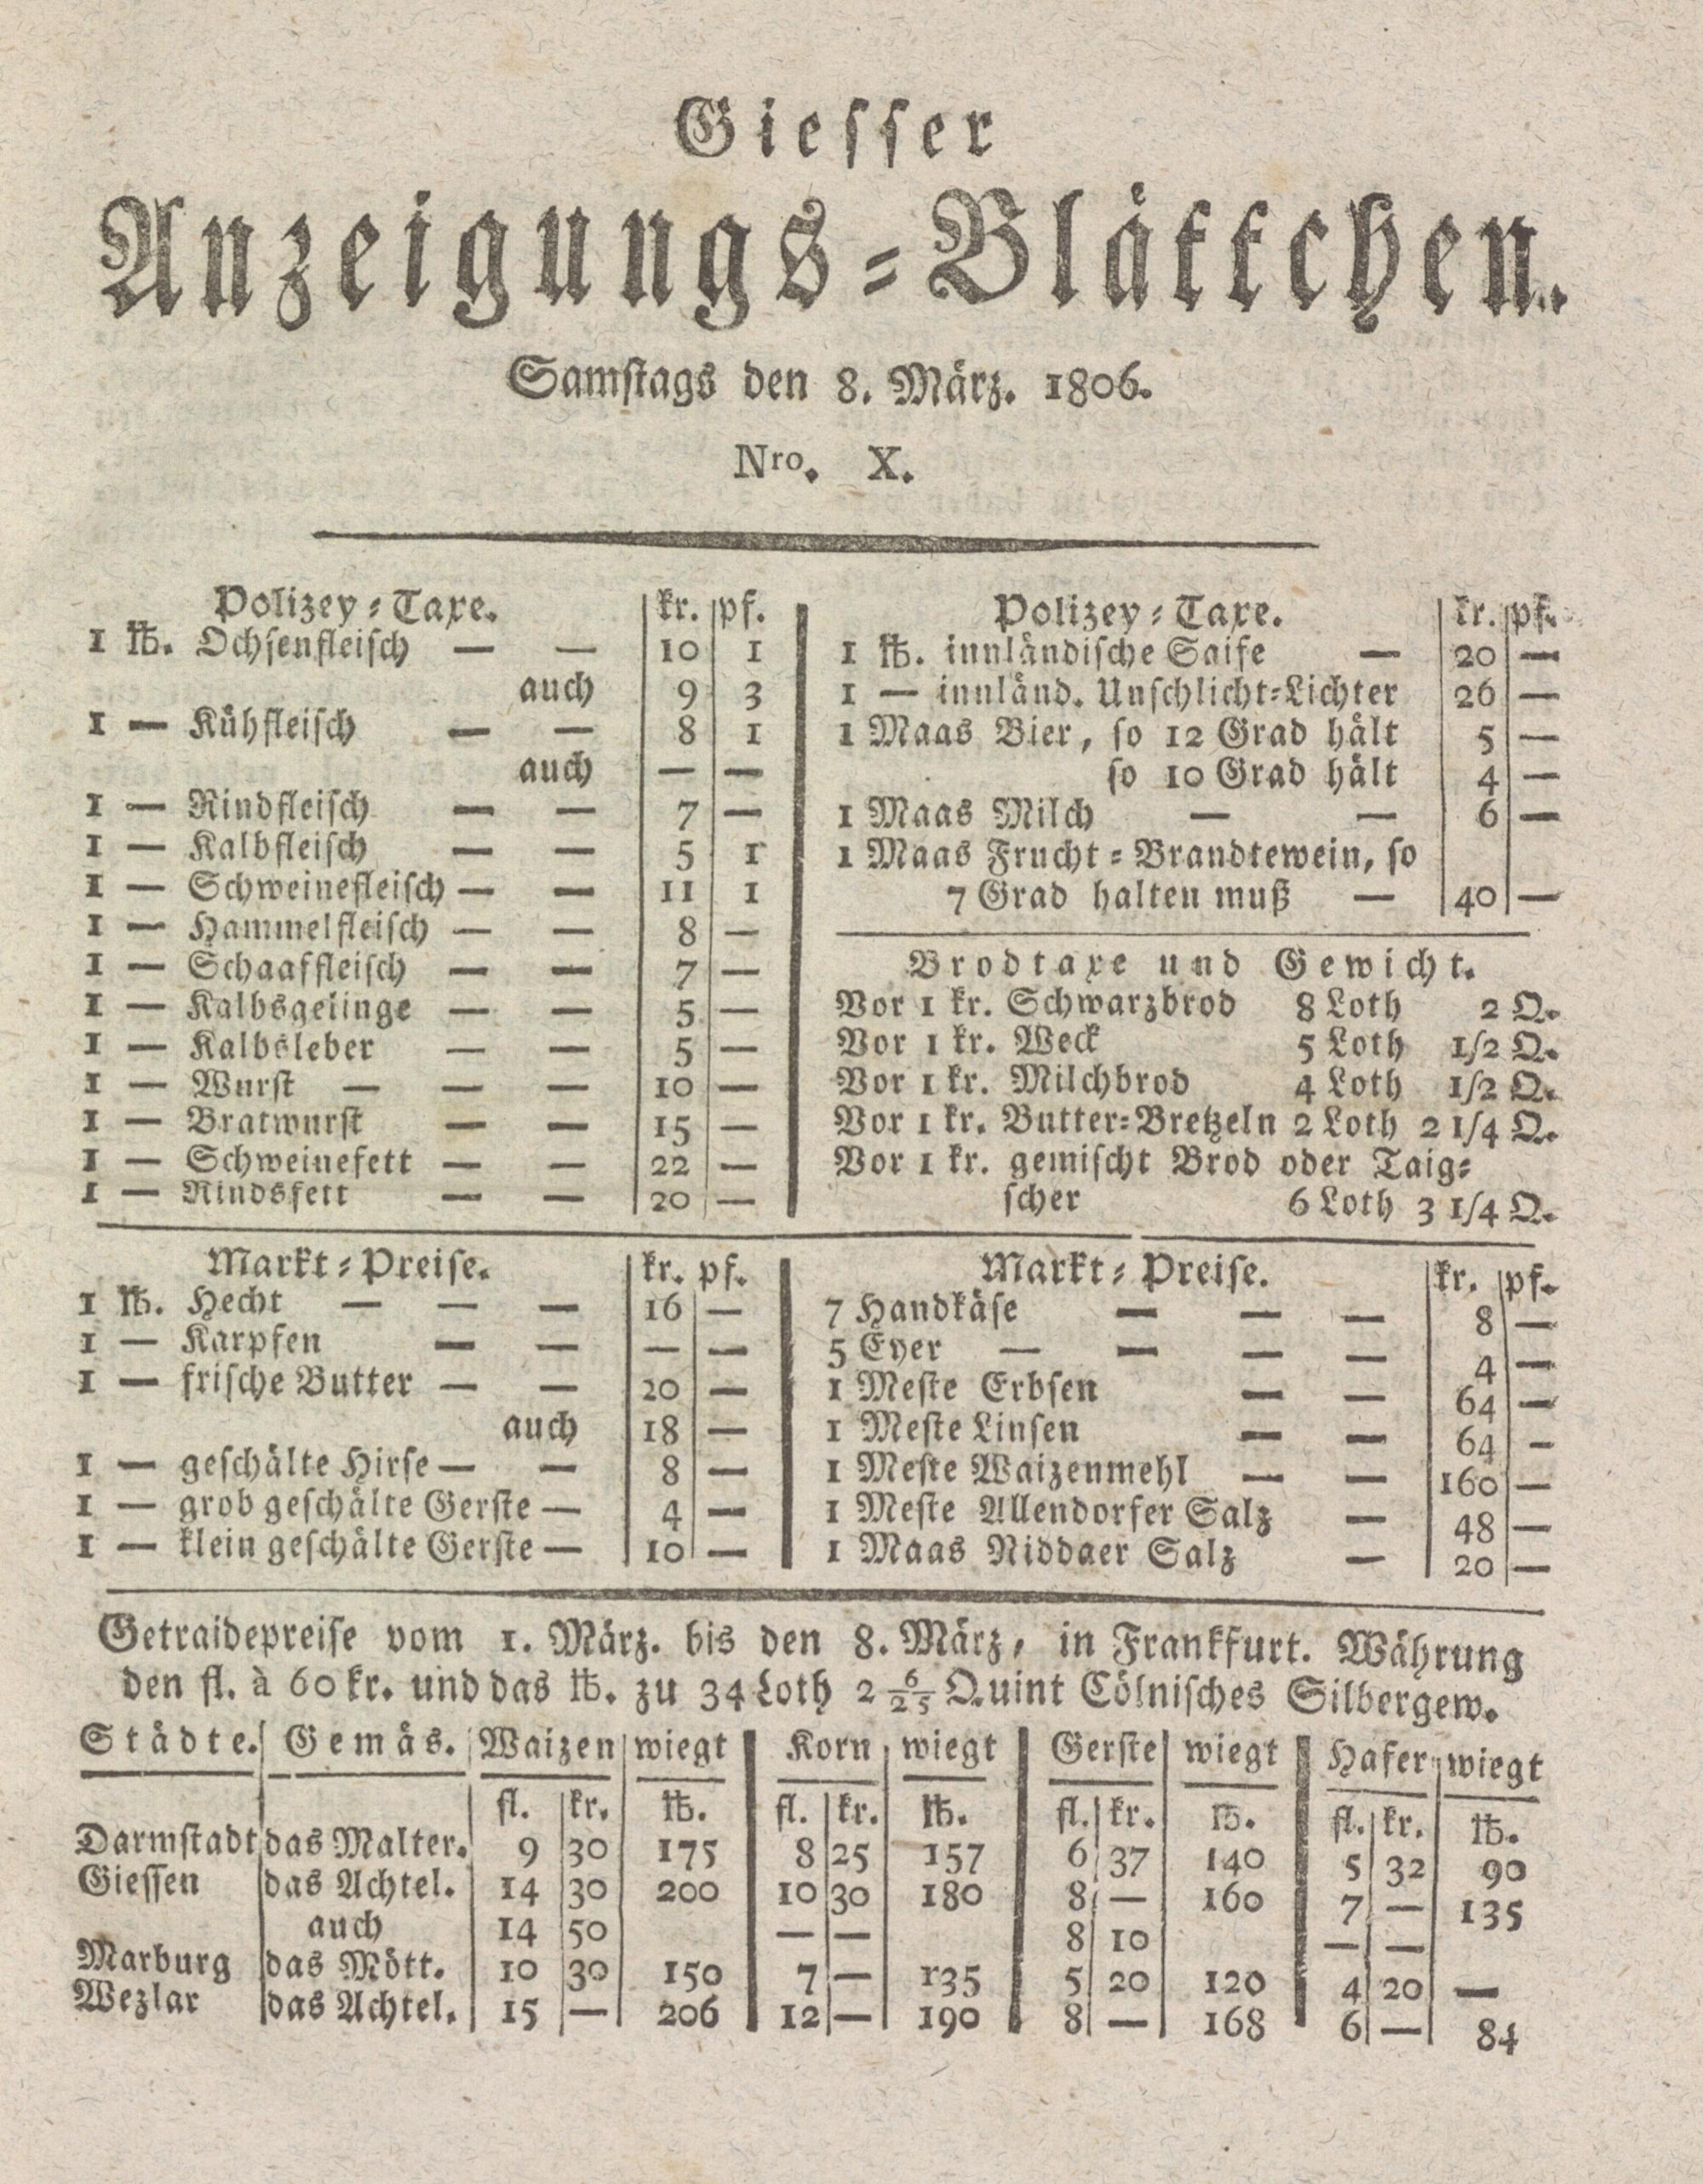 Giesser
Anzeigungs-Blättchen.
Samstags den 8. März. 1806.
Nro. X.
Polizey-Taxe. kr. pf.
1 ℔. Ochsenfleisch — — 10 1
auch 9 3
1 — Kühfleisch — — 8 1
auch — —
1 — Rindfleisch — — 7 —
1 — Kalbfleisch — — 5 1
1 — Schweinefleisch — — 11 1
1 — Hammelfleisch — — 8 —
1 — Schaaffleisch — — 7 —
1 — Kalbsgelinge — — 5 —
1 — Kalbsleber — — 5 —
1 — Wurst — — — 10 —
1 — Bratwurst — — 15 —
1 — Schweinefett — — 22 —
1 — Rindsfett — — 20 —
Polizey-Taxe. kr. pf.
1 ℔. innländische Saife — 20 —
1 — innländ. Unschlicht-Lichter 26 —
1 Maas Bier, so 12 Grad hält 5 —
so 10 Grad hält 4 —
1 Maas Milch — — 6 —
1 Maas Frucht-Brandtewein, so
7 Grad halten muß — 40 —
Brodtaxe und Gewicht.
Vor 1 kr. Schwarzbrod 8 Loth 2 Q.
Vor 1 kr. Weck 5 Loth 1/2 Q.
Vor 1 kr. Milchbrod 4 Loth 1/2 Q.
Vor 1 kr. Butter-Bretzeln 2 Loth 2 1/4 Q.
Vor 1 kr. gemischt Brod oder Taig-
scher 6 Loth 3 1/4 Q.
Markt-Preise. kr. pf.
1 ℔. Hecht — — — 16 —
1 — Karpfen — — — —
1 — frische Butter — — 20 —
auch 18 —
1 — geschälte Hirse — — 8 —
1 — grob geschälte Gerste — 4 —
1 — klein geschälte Gerste — 10 —
Markt-Preise. kr. pf.
7 Handkäse — — — 8 —
5 Eyer — — — — 4 —
1 Meste Erbsen — — 64 —
1 Meste Linsen — — 64 —
1 Meste Waizenmehl — — 160 —
1 Meste Allendorfer Salz — 48 —
1 Maas Niddaer Salz — 20 —
Getraidepreise vom 1. März. bis den 8. März, in Frankfurt. Währung
den fl. à 60 kr. und das ℔. zu 34 Loth 2 6/25 Quint Cölnisches Silbergew.
Städte. Gemäs. Waizen wiegt Korn wiegt Gerste wiegt Hafer wiegt
fl. kr. ℔. fl. kr. ℔. fl. kr. ℔. fl. kr. ℔.
Darmstadt das Malter. 9 30 175 8 25 157 6 37 140 5 32 90
Giessen das Achtel. 14 30 200 10 30 180 8 — 160 7 — 135
auch 14 50 — — 8 10 — —
Marburg das Mött. 10 30 150 7 — 135 5 20 120 4 20 —
Wezlar das Achtel. 15 — 206 12 — 190 8 — 168 6 — 84